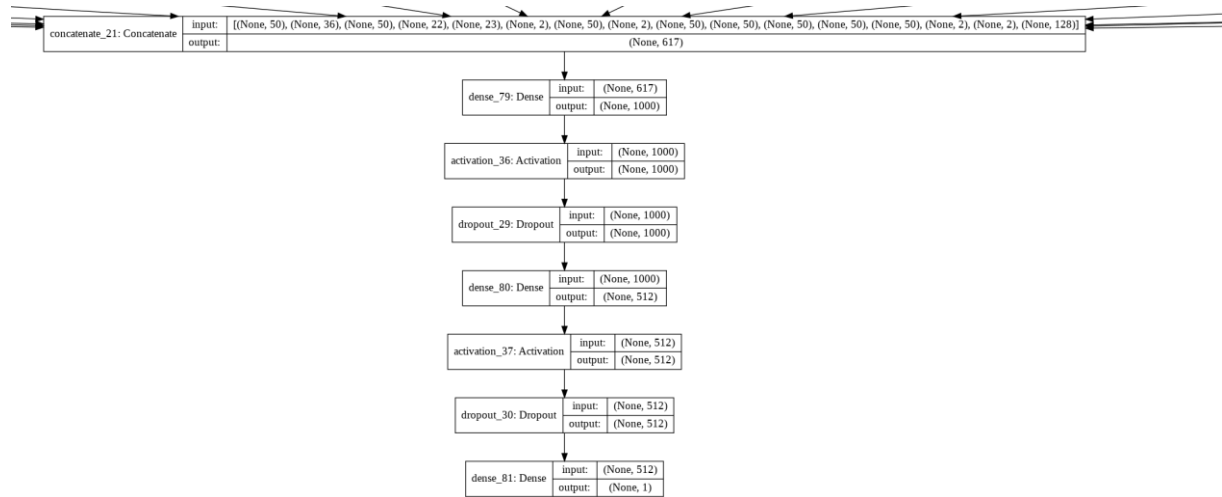 concatenate_21: Concatenate
input: [(None, 50), (None, 36), (None, 50), (None, 22), (None, 23), (None, 2), (None, 50), (None, 2), (None, 50), (None, 50), (None, 50), (None, 50), (None, 50), (None, 2), (None, 2), (None, 128)]
output: (None, 617)
dense_79: Dense
input: (None, 617)
output: (None, 1000)
activation_36: Activation
input: (None, 1000)
output: (None, 1000)
dropout_29: Dropout
input: (None, 1000)
output: (None, 1000)
dense_80: Dense
input: (None, 1000)
output: (None, 512)
activation_37: Activation
input: (None, 512)
output: (None, 512)
dropout_30: Dropout
input: (None, 512)
output: (None, 512)
dense_81: Dense
input: (None, 512)
output: (None, 1)